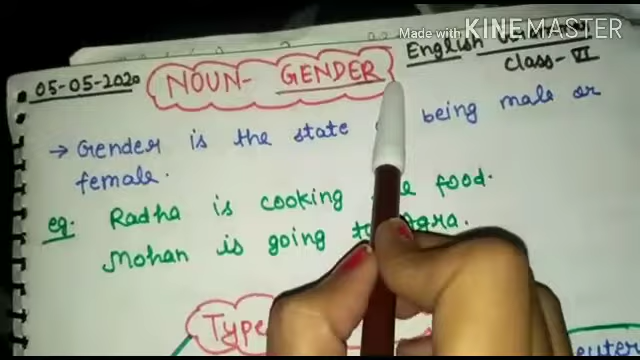 Made with KINEMASTER
05-05-2020 NOUN- GENDER English
Class-VI
→ Gender is the state being male or
female.
eg. Radha is cooking food.
Mohan is going Agra.
Type